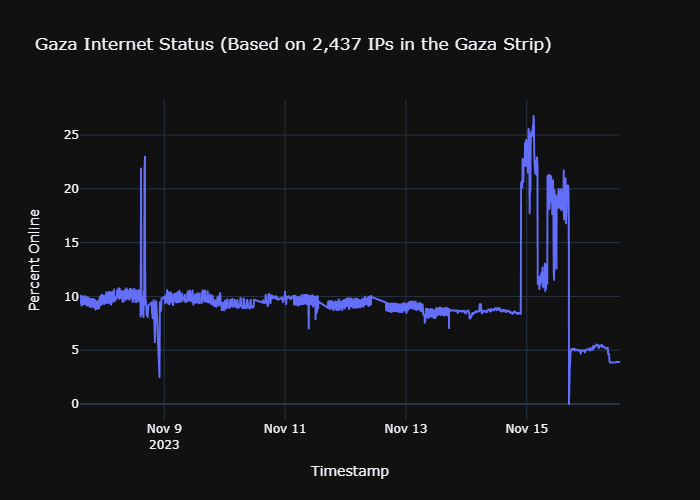 Gaza Internet Status (Based on 2,437 IPs in the Gaza Strip)
Percent Online
25
20
15
10
5
0
Nov 9
2023
Nov 11
Nov 13
Nov 15
Timestamp